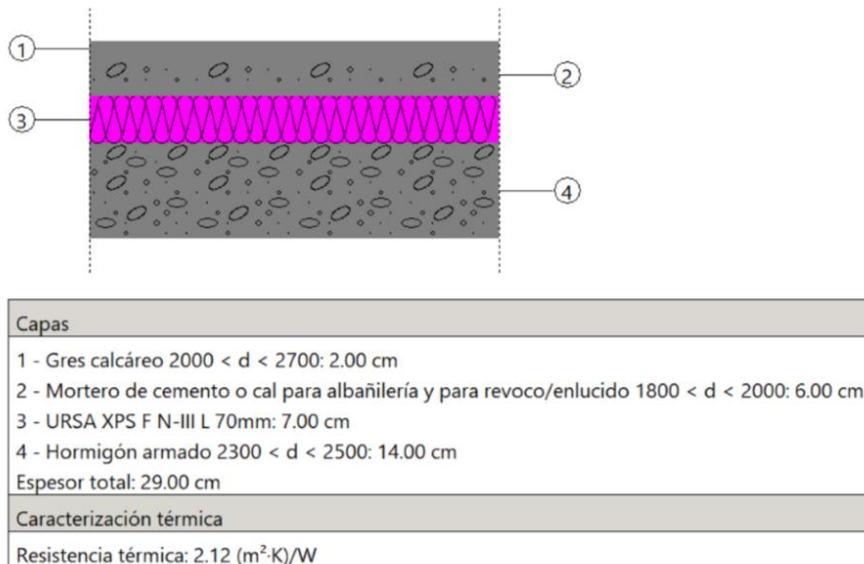 1
2
3
4
Capas
1 - Gres calcáreo 2000 < d < 2700: 2.00 cm
2 - Mortero de cemento o cal para albañilería y para revoco/enlucido 1800 < d < 2000: 6.00 cm
3 - URSA XPS F N-III L 70mm: 7.00 cm
4 - Hormigón armado 2300 < d < 2500: 14.00 cm
Espesor total: 29.00 cm
Caracterización térmica
Resistencia térmica: 2.12 (m²·K)/W